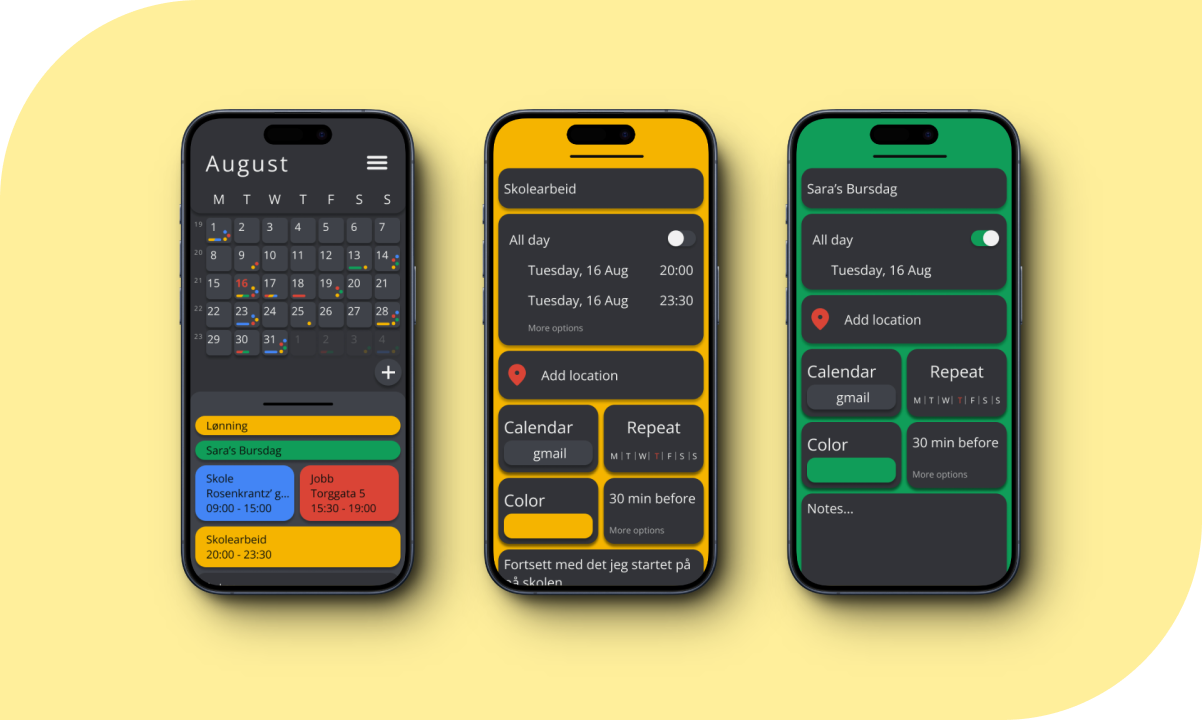 August
M T W T F S S
19 1 2 3 4 5 6 7
20 8 9 10 11 12 13 14
21 15 16 17 18 19 20 21
22 22 23 24 25 26 27 28
23 29 30 31 1 2 3 4
+
Lønning
Sara's Bursdag
Skole
Rosenkrantz' g...
09:00 - 15:00
Jobb
Torggata 5
15:30 - 19:00
Skolearbeid
20:00 - 23:30
Skolearbeid
All day
Tuesday, 16 Aug 20:00
Tuesday, 16 Aug 23:30
More options
Add location
Calendar
gmail
Repeat
M|T|W|T|F|S|S
Color
30 min before
More options
Fortsett med det jeg startet på
på skolen
Sara's Bursdag
All day
Tuesday, 16 Aug
Add location
Calendar
gmail
Repeat
M|T|W|T|F|S|S
Color
30 min before
More options
Notes...